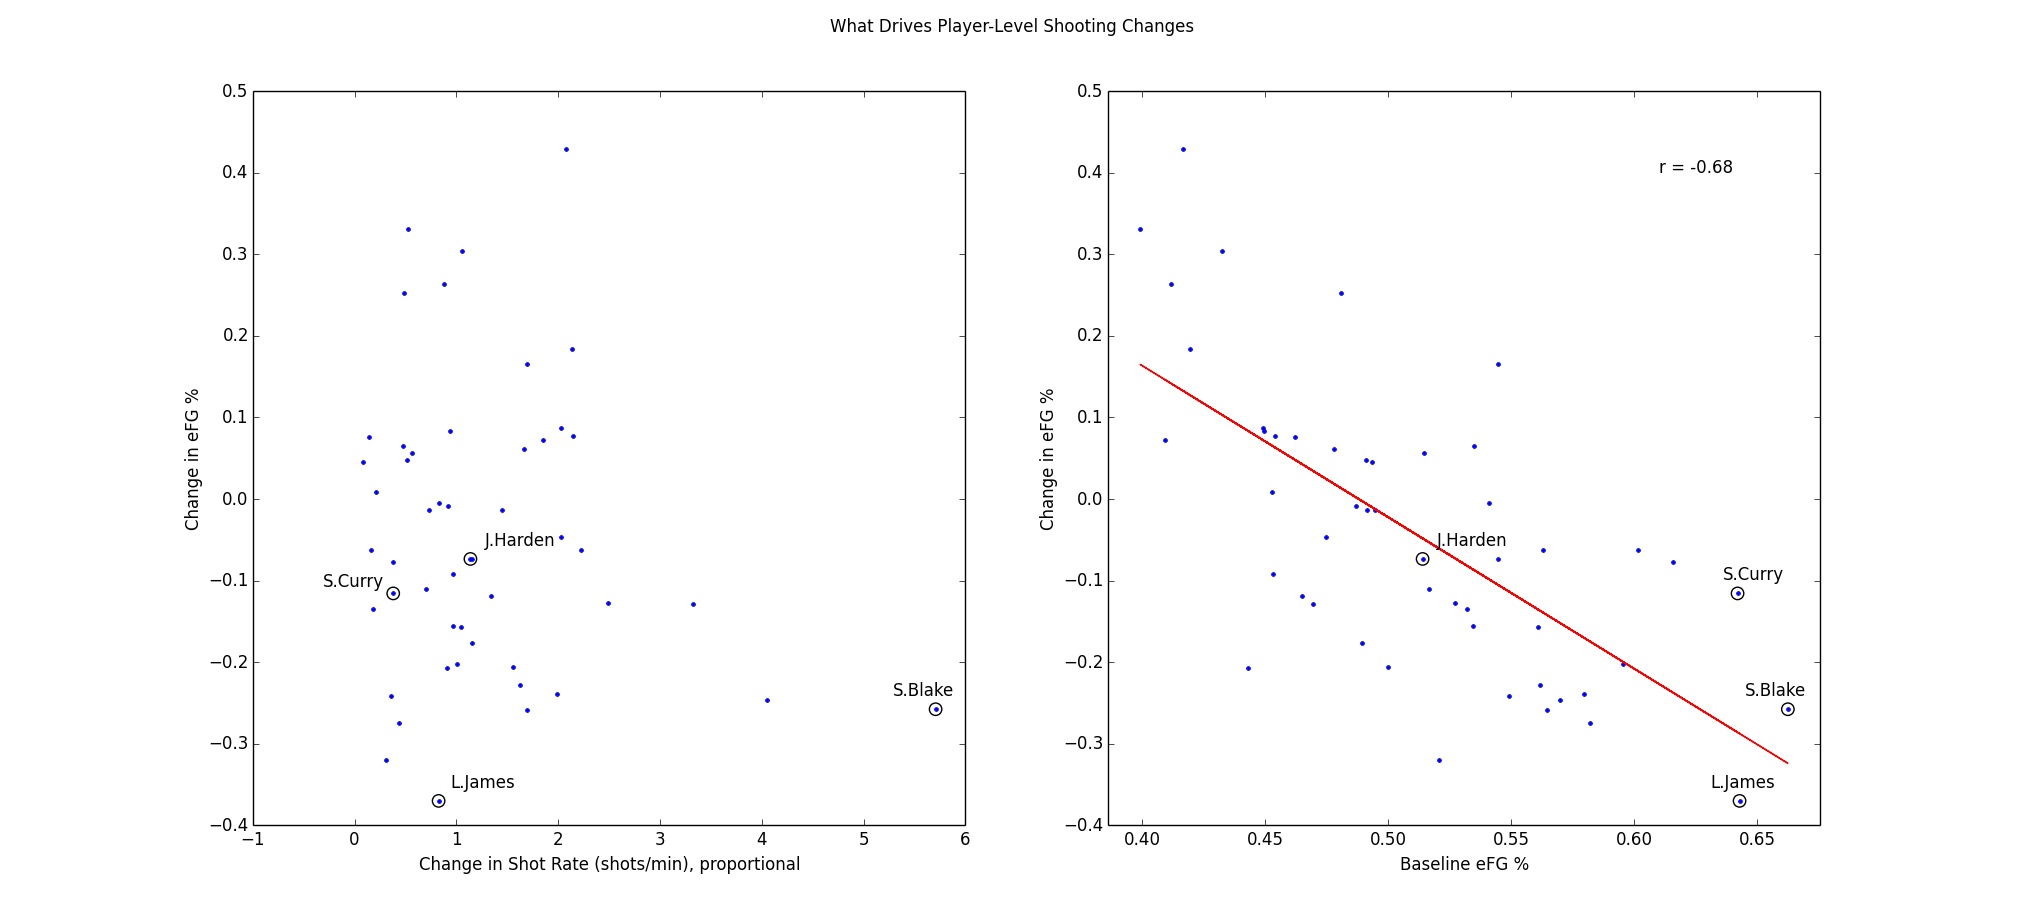 What Drives Player-Level Shooting Changes
Change in eFG %
0.5
0.4
0.3
0.2
0.1
0.0
−0.1
−0.2
−0.3
−0.4
J.Harden
S.Curry
S.Blake
L.James
−1 0 1 2 3 4 5 6
Change in Shot Rate (shots/min), proportional
Change in eFG %
0.5
0.4
0.3
0.2
0.1
0.0
−0.1
−0.2
−0.3
−0.4
r = -0.68
J.Harden
S.Curry
S.Blake
L.James
0.40 0.45 0.50 0.55 0.60 0.65
Baseline eFG %